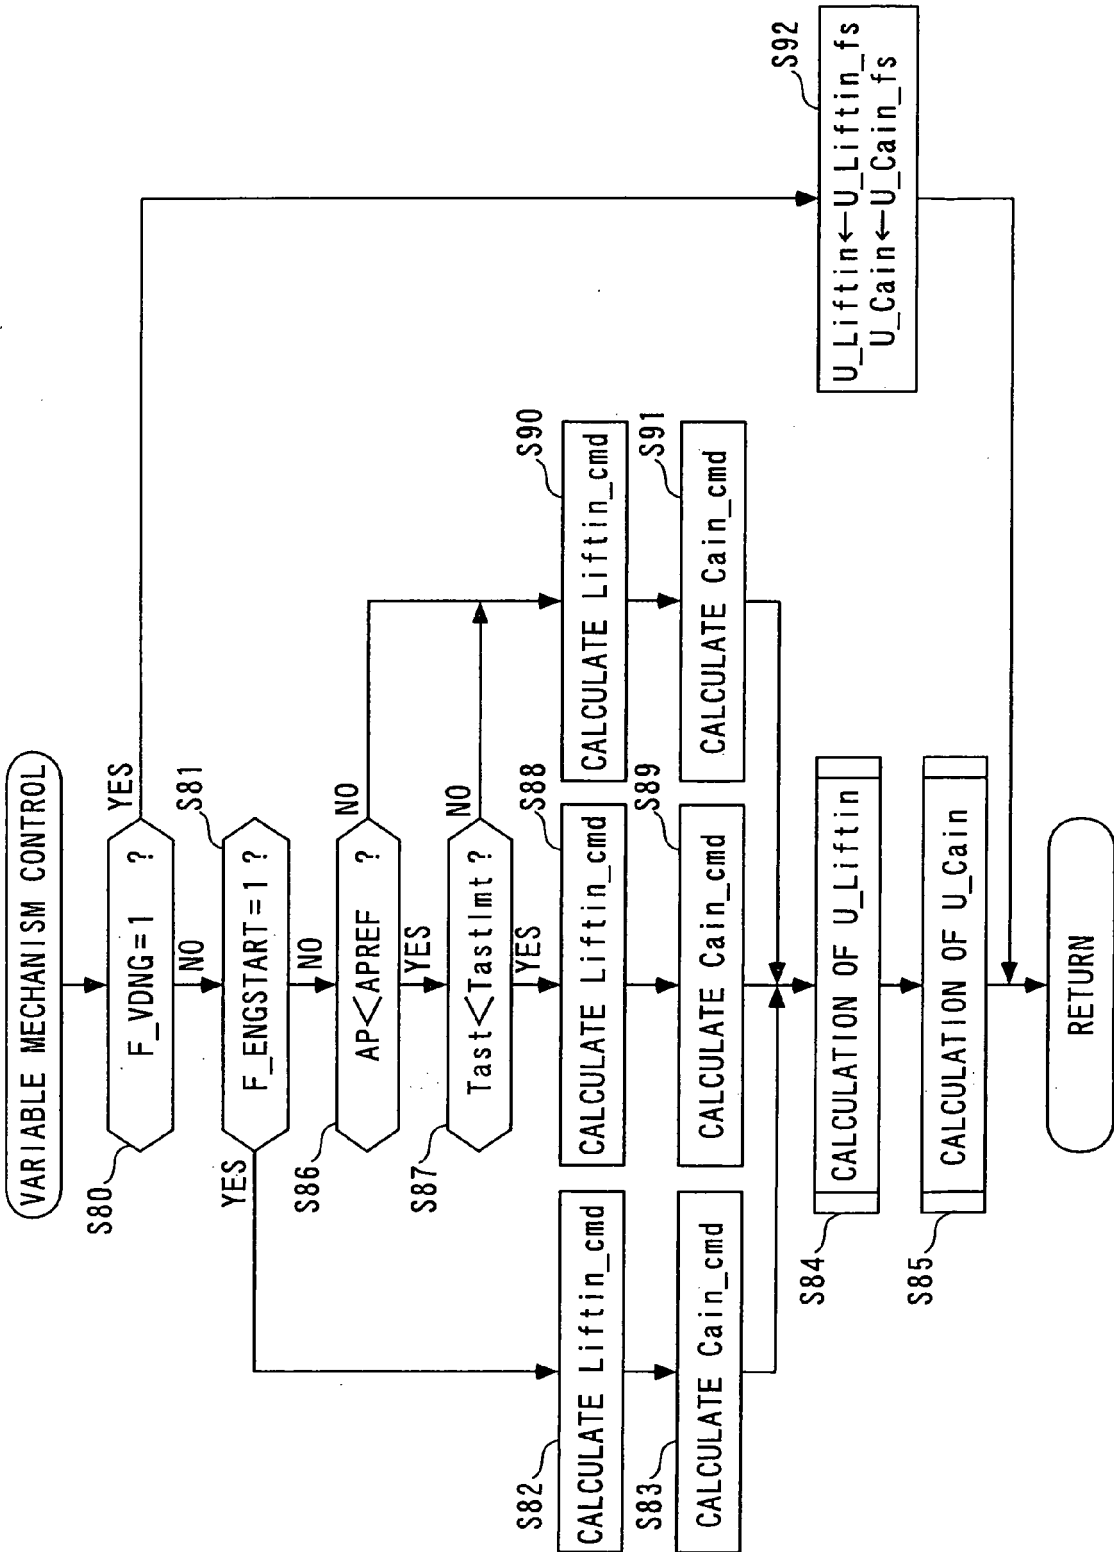 VARIABLE MECHANISM CONTROL
S80
F_VDNG=1 ?
YES
NO
S81
F_ENGSTART=1 ?
YES
NO
S86
AP<APREF ?
NO
YES
S87
Tast<Tastlmt?
NO
YES
S82
CALCULATE Liftin_cmd
S88
CALCULATE Liftin_cmd
S90
CALCULATE Liftin_cmd
S83
CALCULATE Cain_cmd
S89
CALCULATE Cain_cmd
S91
CALCULATE Cain_cmd
S92
U_Liftin←U_Liftin_fs
U_Cain←U_Cain_fs
S84
CALCULATION OF U_Liftin
S85
CALCULATION OF U_Cain
RETURN